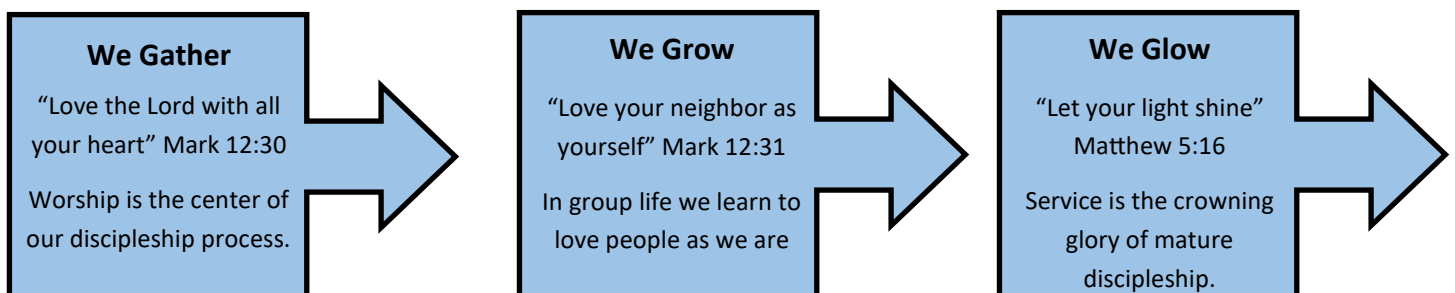 We Gather
“Love the Lord with all
your heart” Mark 12:30
Worship is the center of
our discipleship process.
We Grow
“Love your neighbor as
yourself” Mark 12:31
In group life we learn to
love people as we are
We Glow
“Let your light shine”
Matthew 5:16
Service is the crowning
glory of mature
discipleship.